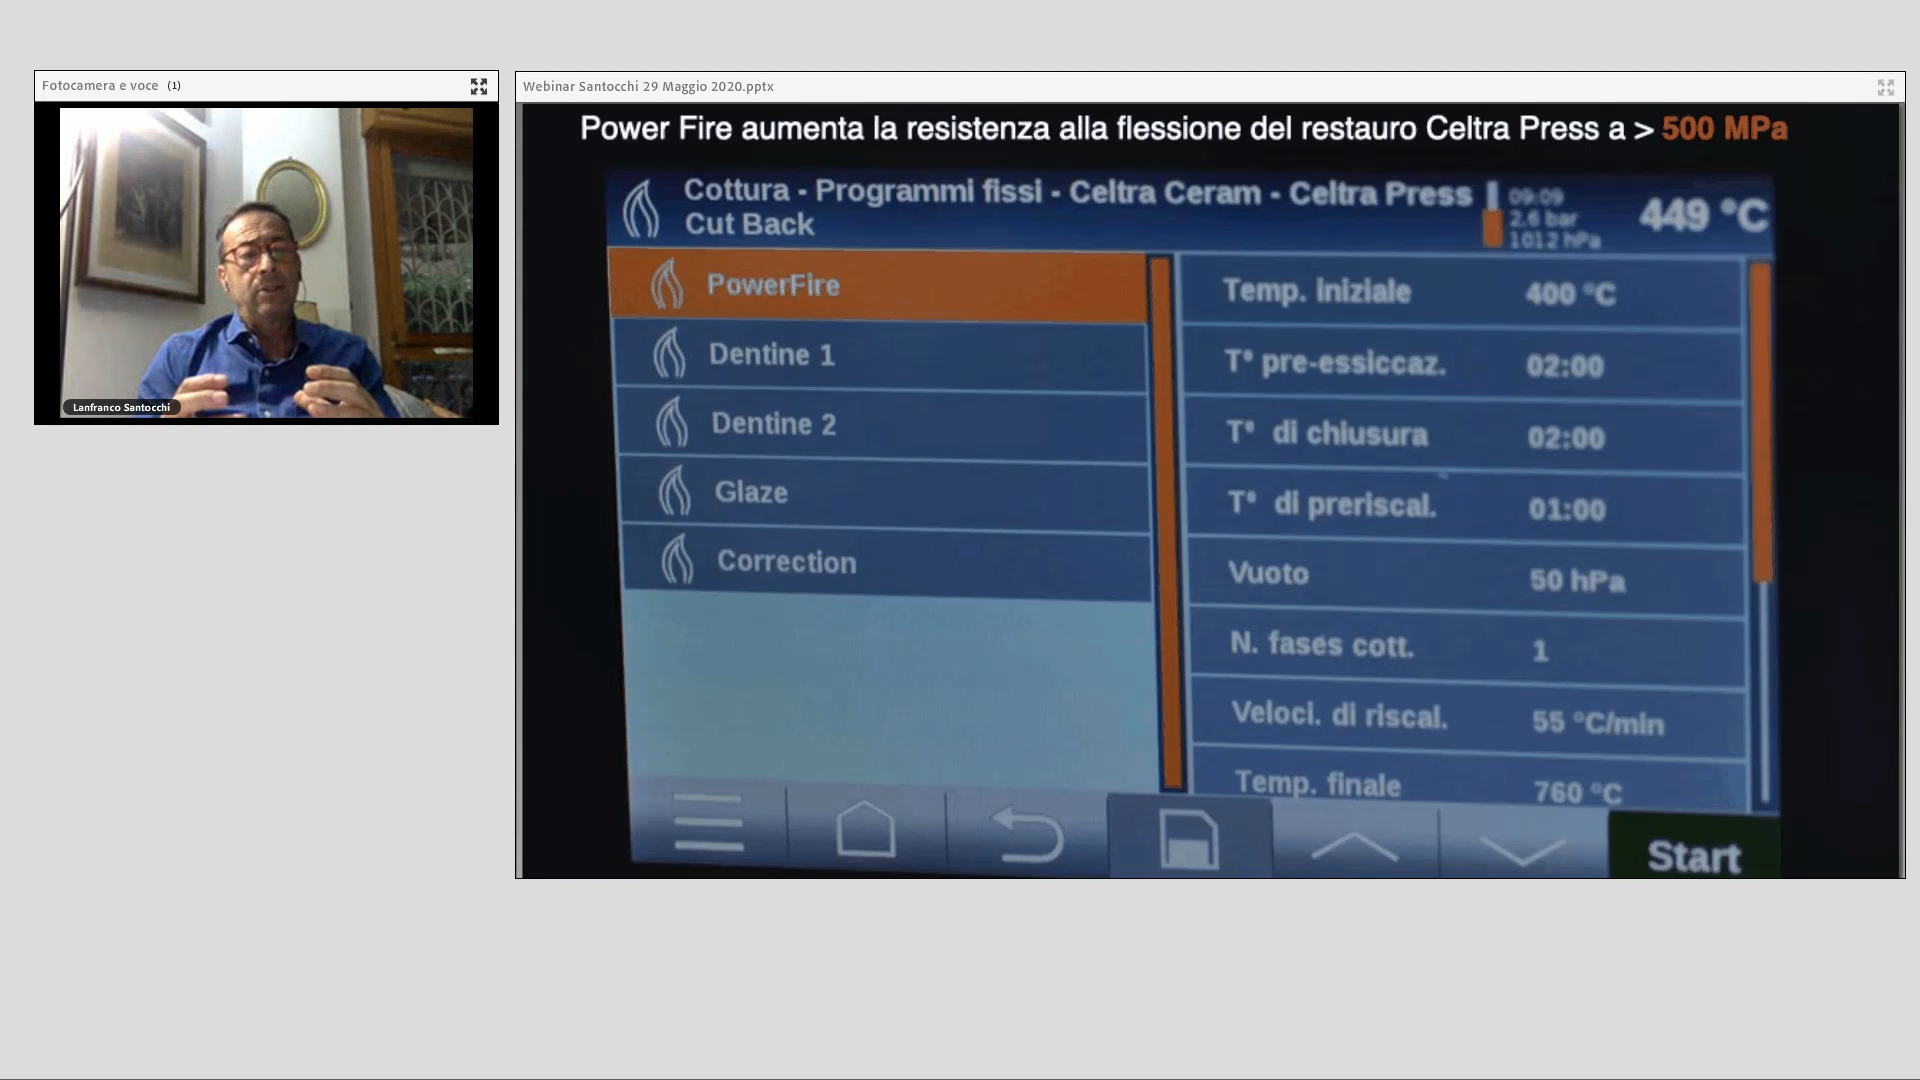 Fotocamera e voce (1)
Lanfranco Santocchi
Webinar Santocchi 29 Maggio 2020.pptx
Power Fire aumenta la resistenza alla flessione del restauro Celtra Press a > 500 MPa
Cottura - Programmi fissi - Celtra Ceram - Celtra Press
Cut Back
09:09
2,6 bar
1012 hPa
449 °C
PowerFire
Dentine 1
Dentine 2
Glaze
Correction
Temp. iniziale 400 °C
T° pre-essiccaz. 02:00
T° di chiusura 02:00
T° di preriscal. 01:00
Vuoto 50 hPa
N. fases cott. 1
Veloci. di riscal. 55 °C/min
Temp. finale 760 °C
Start